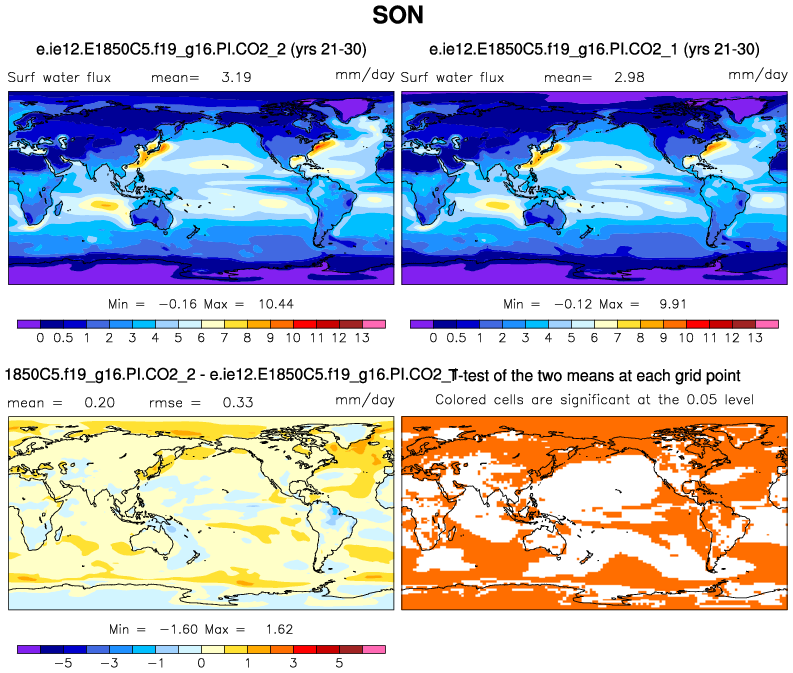 SON
e.ie12.E1850C5.f19_g16.PI.CO2_2 (yrs 21-30)
Surf water flux mean= 3.19 mm/day
Min = -0.16 Max = 10.44
0 0.5 1 2 3 4 5 6 7 8 9 10 11 12 13
e.ie12.E1850C5.f19_g16.PI.CO2_1 (yrs 21-30)
Surf water flux mean= 2.98 mm/day
Min = -0.12 Max = 9.91
0 0.5 1 2 3 4 5 6 7 8 9 10 11 12 13
1850C5.f19_g16.PI.CO2_2 - e.ie12.E1850C5.f19_g16.PI.CO2_1
mean = 0.20 rmse = 0.33 mm/day
Min = -1.60 Max = 1.62
-5 -3 -1 0 1 3 5
T-test of the two means at each grid point
Colored cells are significant at the 0.05 level